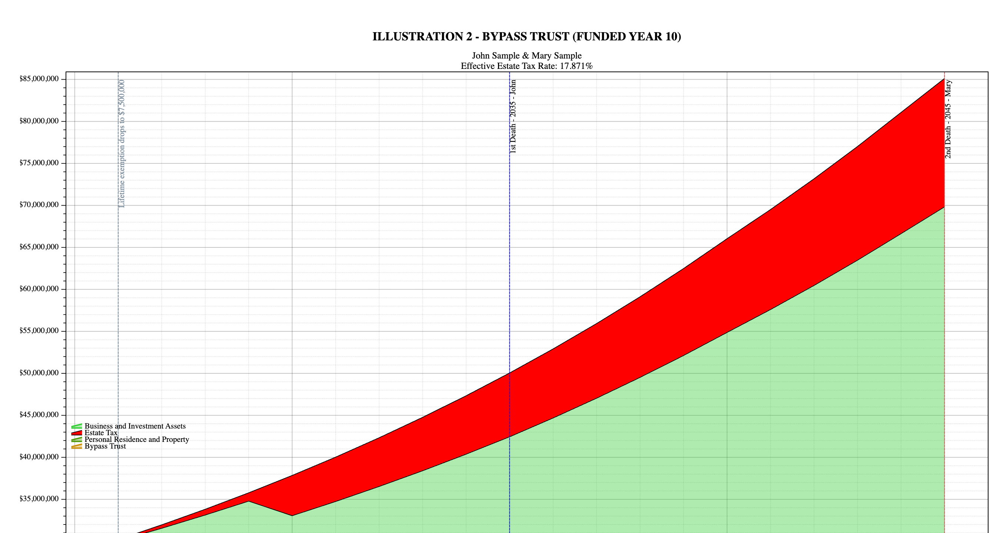 ILLUSTRATION 2 - BYPASS TRUST (FUNDED YEAR 10)
John Sample & Mary Sample
Effective Estate Tax Rate: 17.871%
$85,000,000
$80,000,000
$75,000,000
$70,000,000
$65,000,000
$60,000,000
$55,000,000
$50,000,000
$45,000,000
$40,000,000
$35,000,000
Lifetime exemption drops to $7,500,000
1st Death - 2035 - John
2nd Death - 2045 - Mary
Business and Investment Assets
Estate Tax
Personal Residence and Property
Bypass Trust